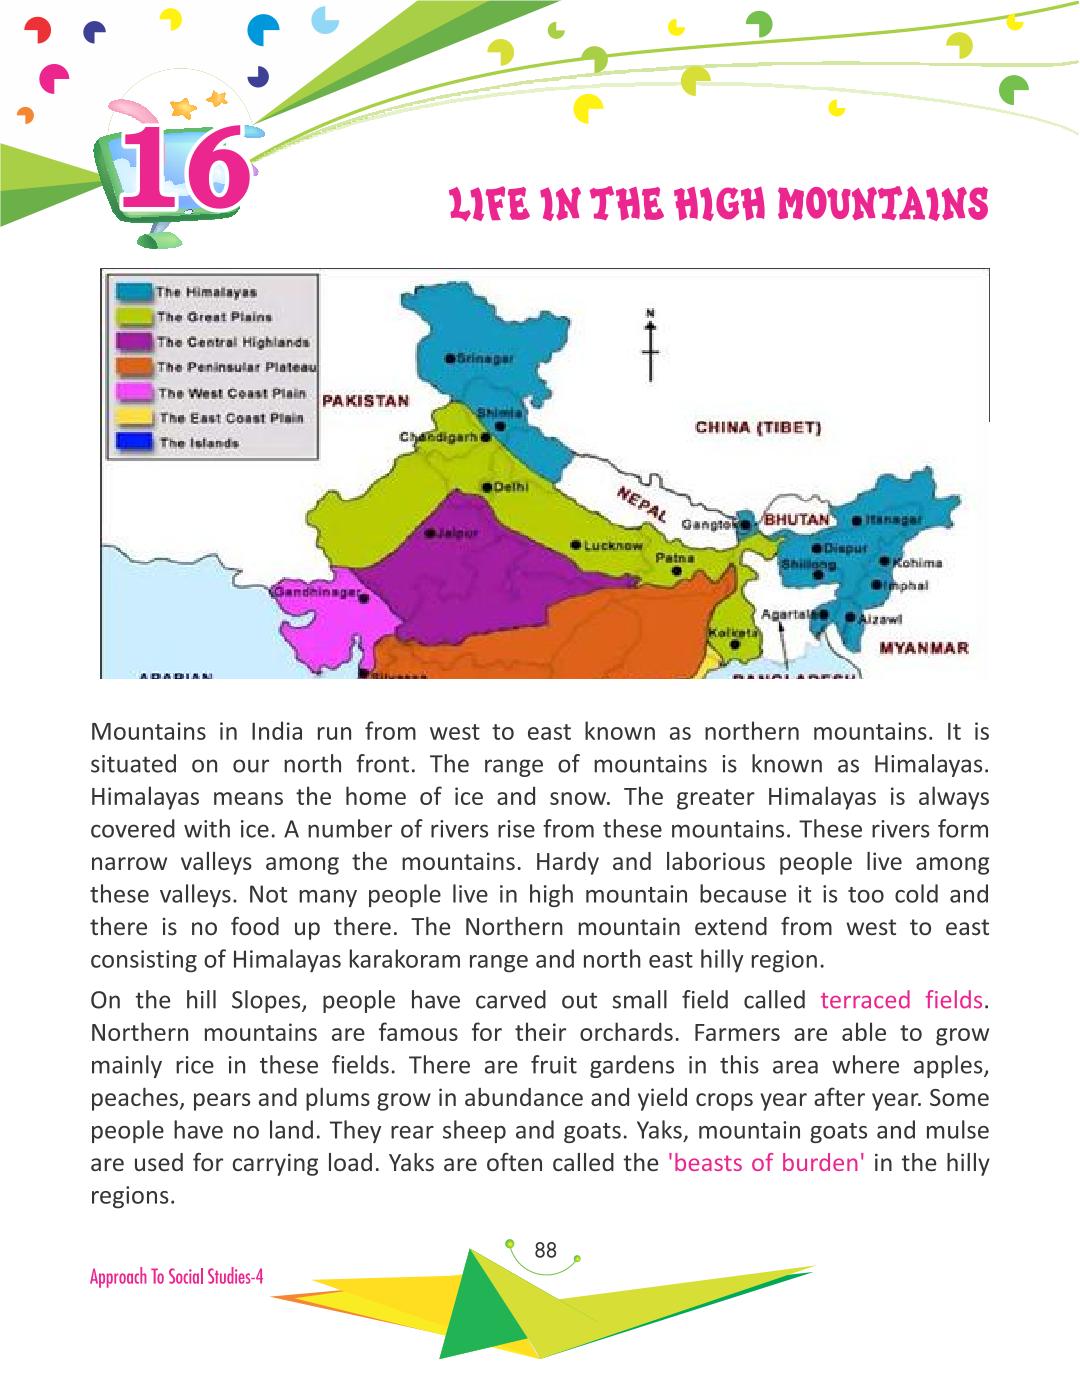 16
LIFE IN THE HIGH MOUNTAINS
The Himalayas
The Great Plains
The Central Highlands
The Peninsular Plateau
The West Coast Plain
The East Coast Plain
The Islands
N
Srinagar
PAKISTAN
Shimla
CHINA (TIBET)
Chandigarh
Delhi
NEPAL
Gangtok
BHUTAN
Itanagar
Jaipur
Lucknow
Patna
Dispur
Shillong
Kohima
Imphal
Gandhinagar
Agartala
Aizawl
Kolkata
MYANMAR
ARABIAN
Silvassa
BANGLADESH
Mountains in India run from west to east known as northern mountains. It is
situated on our north front. The range of mountains is known as Himalayas.
Himalayas means the home of ice and snow. The greater Himalayas is always
covered with ice. A number of rivers rise from these mountains. These rivers form
narrow valleys among the mountains. Hardy and laborious people live among
these valleys. Not many people live in high mountain because it is too cold and
there is no food up there. The Northern mountain extend from west to east
consisting of Himalayas karakoram range and north east hilly region.
On the hill Slopes, people have carved out small field called terraced fields.
Northern mountains are famous for their orchards. Farmers are able to grow
mainly rice in these fields. There are fruit gardens in this area where apples,
peaches, pears and plums grow in abundance and yield crops year after year. Some
people have no land. They rear sheep and goats. Yaks, mountain goats and mulse
are used for carrying load. Yaks are often called the 'beasts of burden' in the hilly
regions.
88
Approach To Social Studies-4